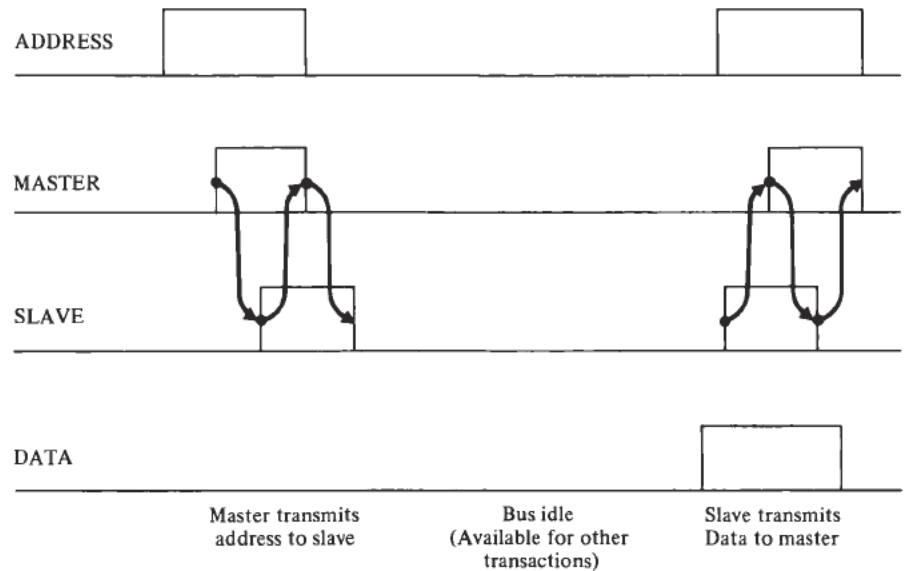 ADDRESS
MASTER
SLAVE
DATA
Master transmits
address to slave
Bus idle
(Available for other
transactions)
Slave transmits
Data to master